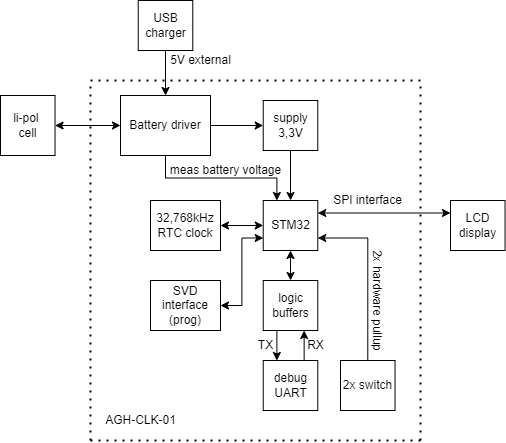 USB
charger
5V external
li-pol
cell
Battery driver
supply
3,3V
meas battery voltage
32,768kHz
RTC clock
STM32
SPI interface
LCD
display
SVD
interface
(prog)
logic
buffers
2x hardware pullup
TX
RX
debug
UART
2x switch
AGH-CLK-01